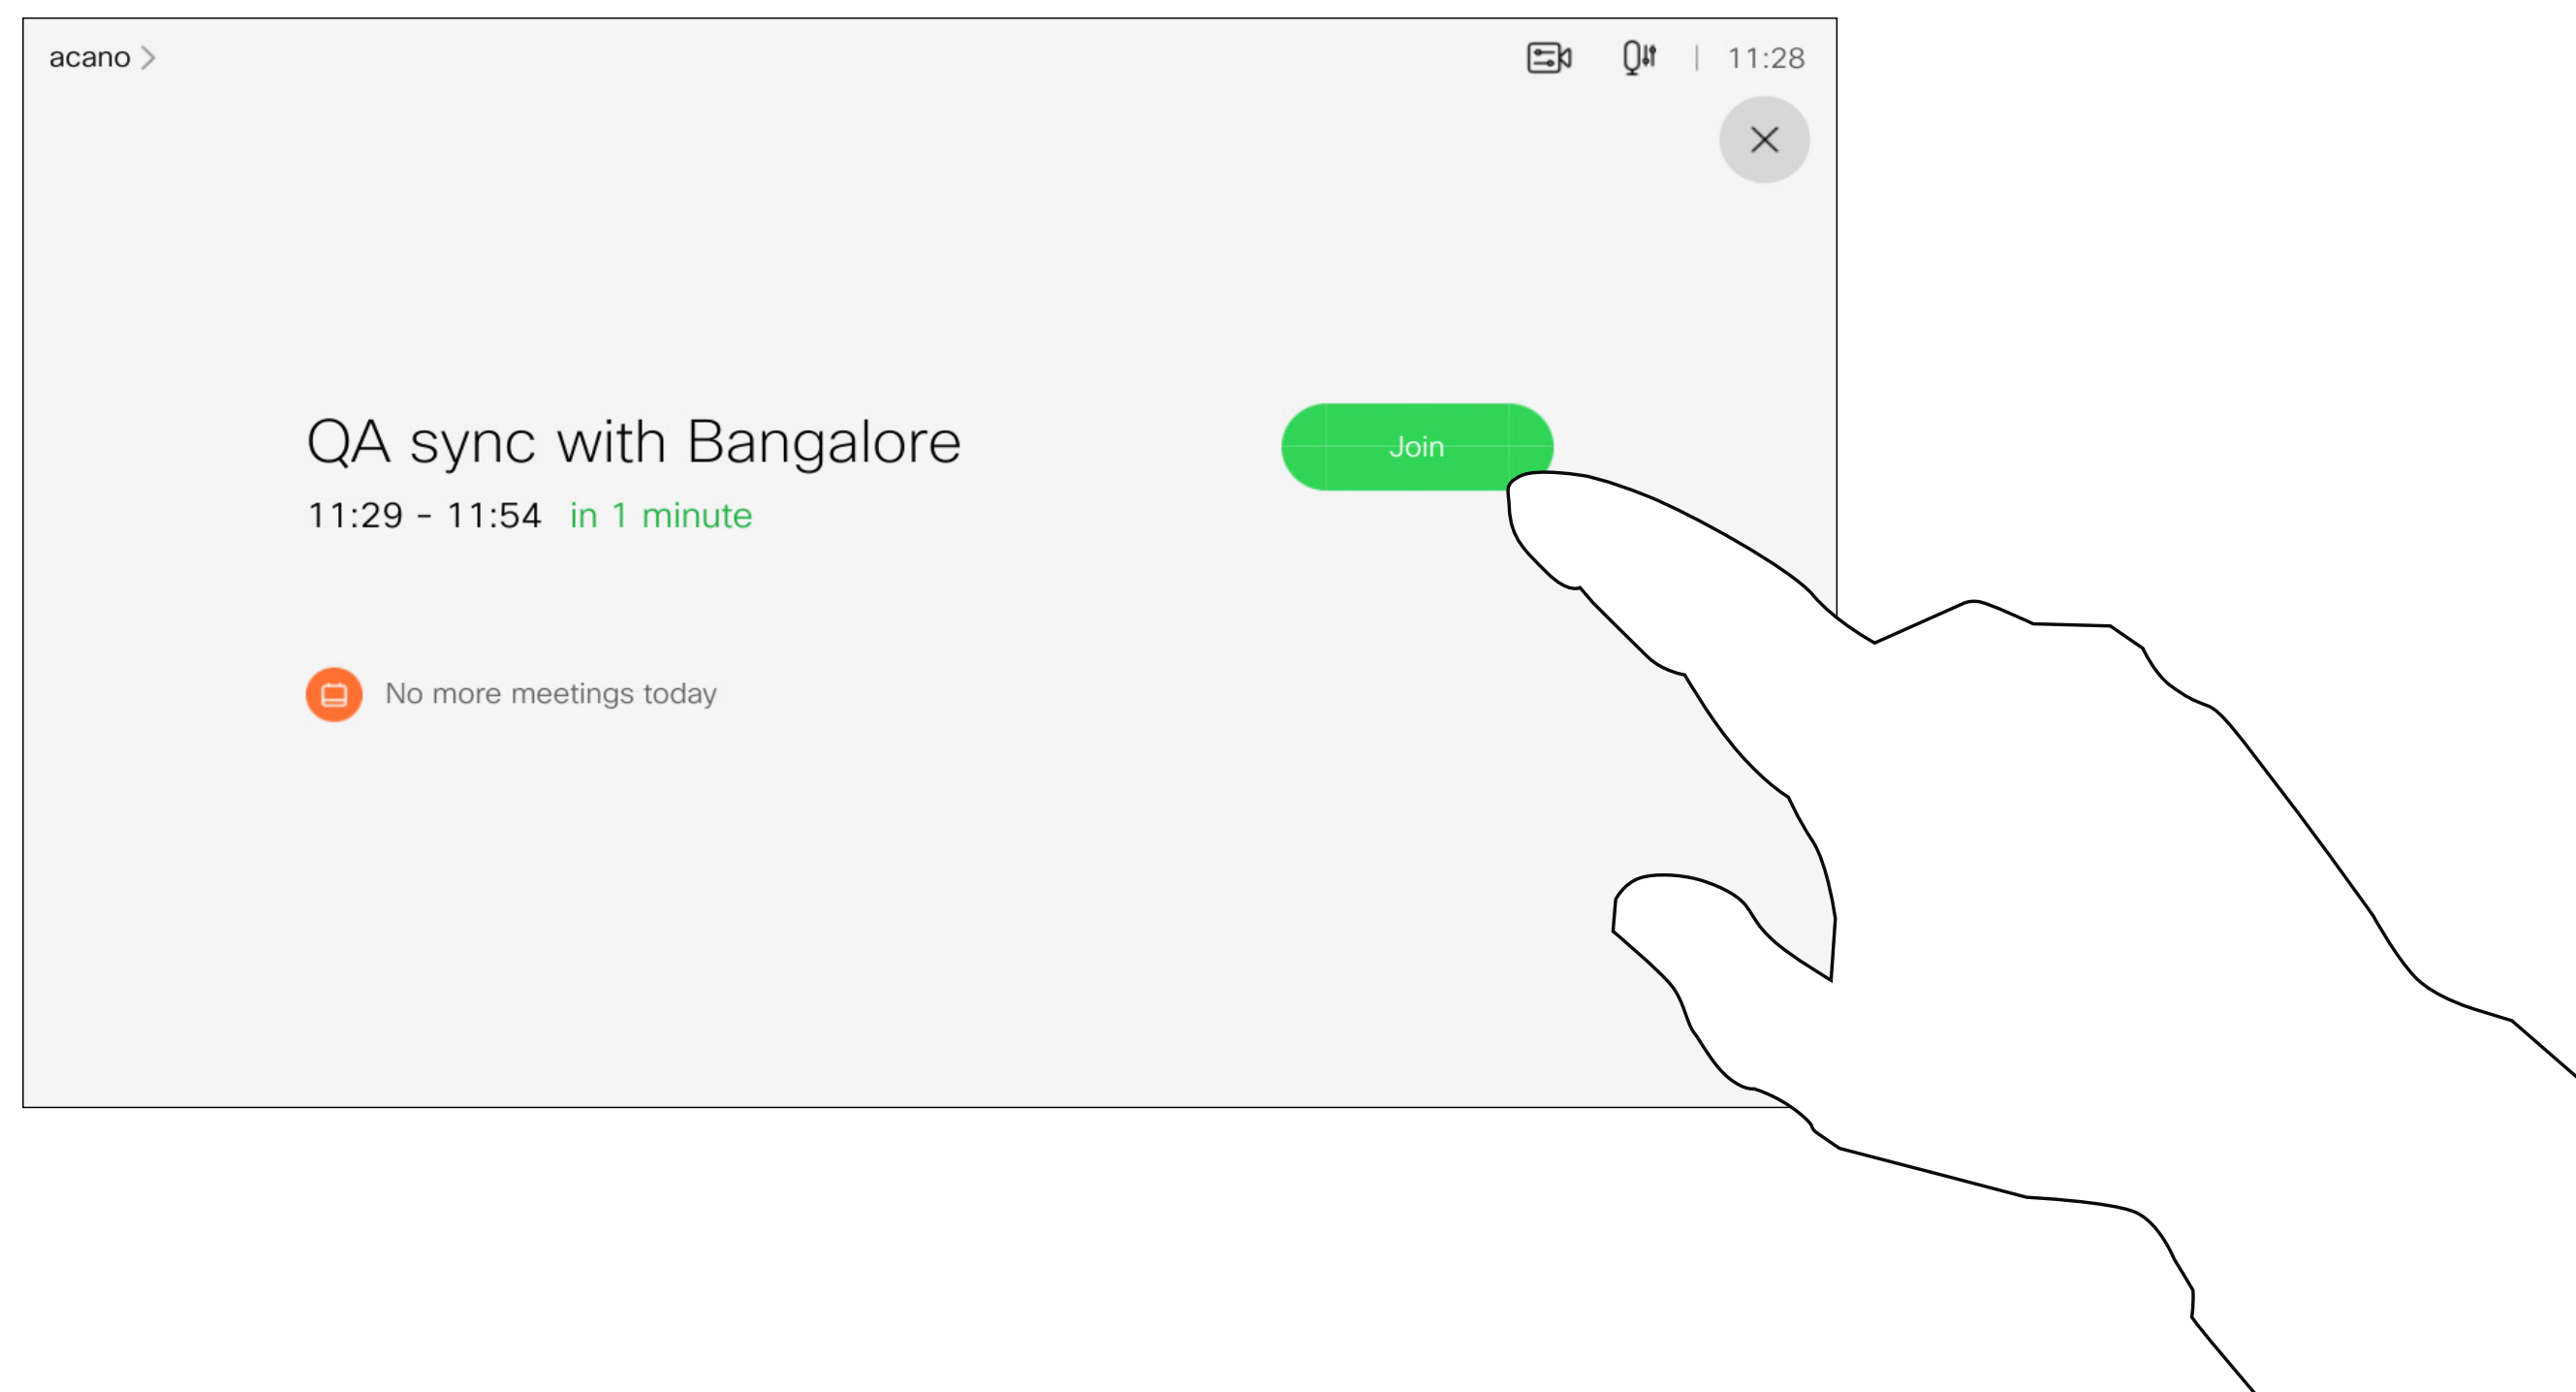 acano
11:28
QA sync with Bangalore
Join
11:29 - 11:54 in 1 minute
No more meetings today